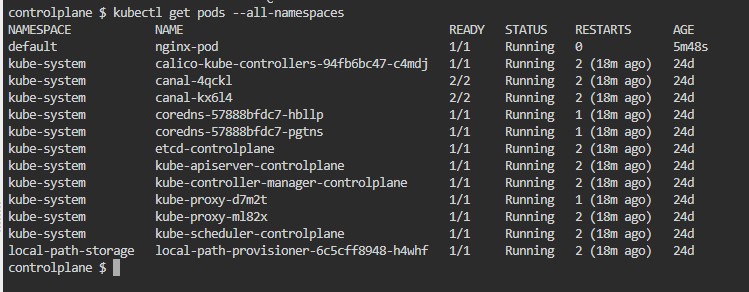 controlplane $ kubectl get pods --all-namespaces
NAMESPACE NAME READY STATUS RESTARTS AGE
default nginx-pod 1/1 Running 0 5m48s
kube-system calico-kube-controllers-94fb6bc47-c4mdj 1/1 Running 2 (18m ago) 24d
kube-system canal-4qckl 2/2 Running 2 (18m ago) 24d
kube-system canal-kx6l4 2/2 Running 2 (18m ago) 24d
kube-system coredns-57888bfdc7-hbllp 1/1 Running 1 (18m ago) 24d
kube-system coredns-57888bfdc7-pgtns 1/1 Running 1 (18m ago) 24d
kube-system etcd-controlplane 1/1 Running 2 (18m ago) 24d
kube-system kube-apiserver-controlplane 1/1 Running 2 (18m ago) 24d
kube-system kube-controller-manager-controlplane 1/1 Running 2 (18m ago) 24d
kube-system kube-proxy-d7m2t 1/1 Running 1 (18m ago) 24d
kube-system kube-proxy-ml82x 1/1 Running 2 (18m ago) 24d
kube-system kube-scheduler-controlplane 1/1 Running 2 (18m ago) 24d
local-path-storage local-path-provisioner-6c5cff8948-h4whf 1/1 Running 2 (18m ago) 24d
controlplane $